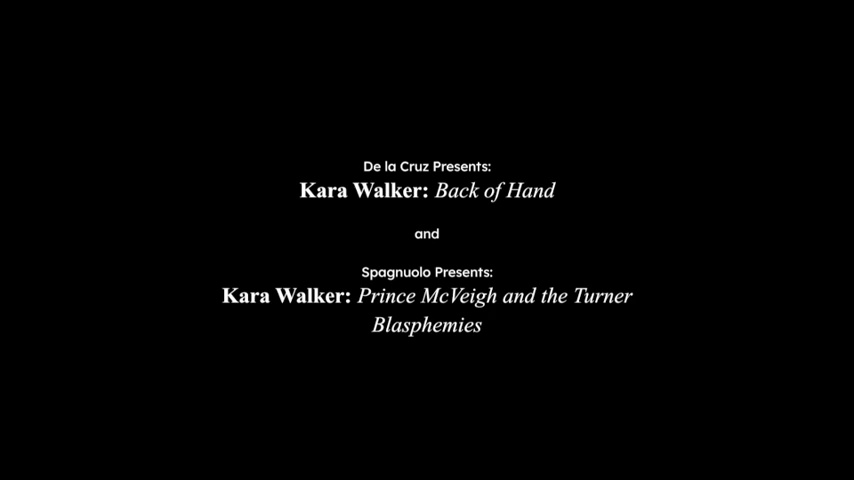 De la Cruz Presents:
Kara Walker: Back of Hand
and
Spagnuolo Presents:
Kara Walker: Prince McVeigh and the Turner
Blasphemies